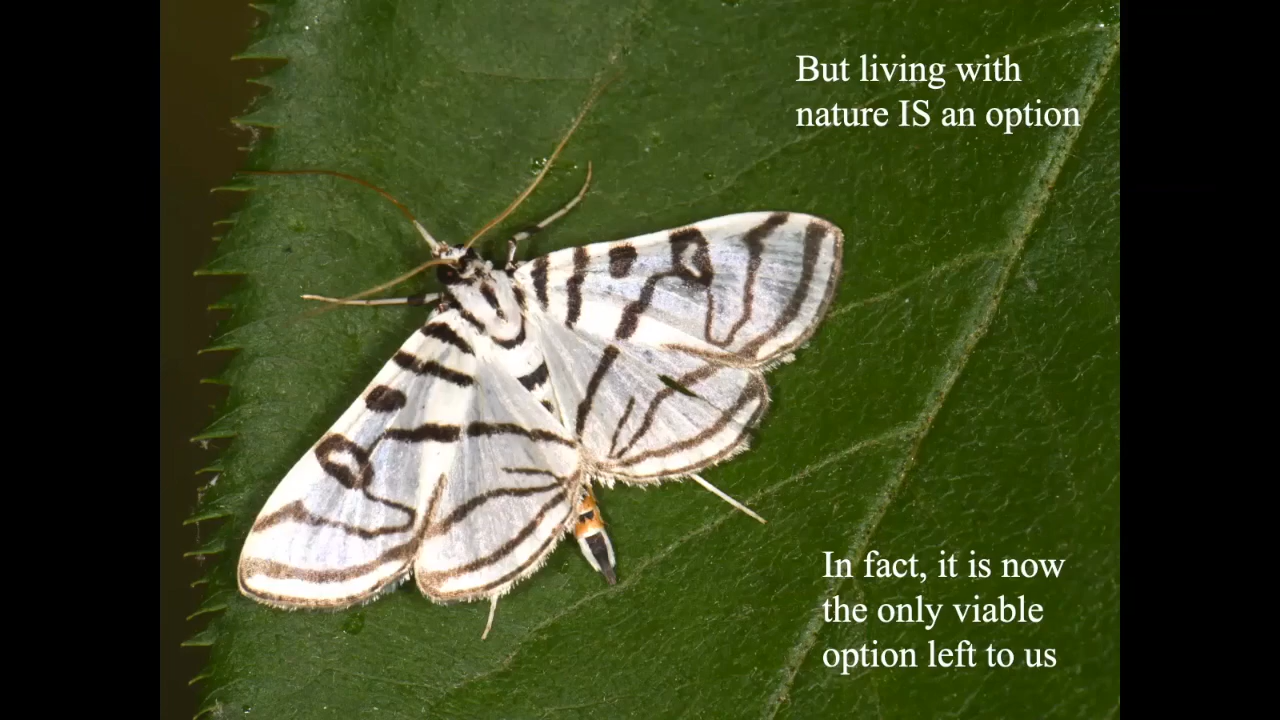 But living with
nature IS an option
In fact, it is now
the only viable
option left to us